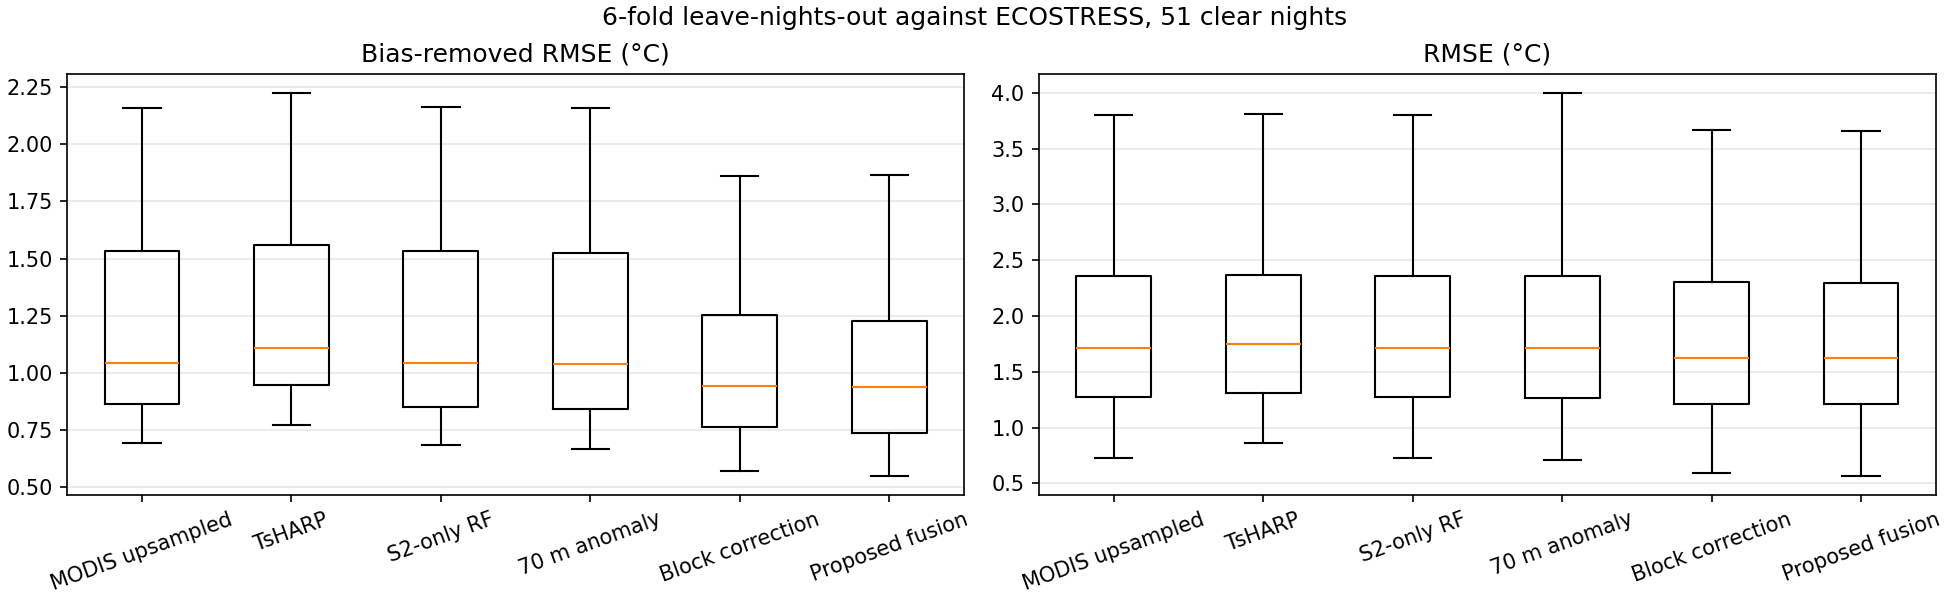 6-fold leave-nights-out against ECOSTRESS, 51 clear nights
Bias-removed RMSE (°C)
2.25
2.00
1.75
1.50
1.25
1.00
0.75
0.50
MODIS upsampled
TsHARP
S2-only RF
70 m anomaly
Block correction
Proposed fusion
RMSE (°C)
4.0
3.5
3.0
2.5
2.0
1.5
1.0
0.5
MODIS upsampled
TsHARP
S2-only RF
70 m anomaly
Block correction
Proposed fusion